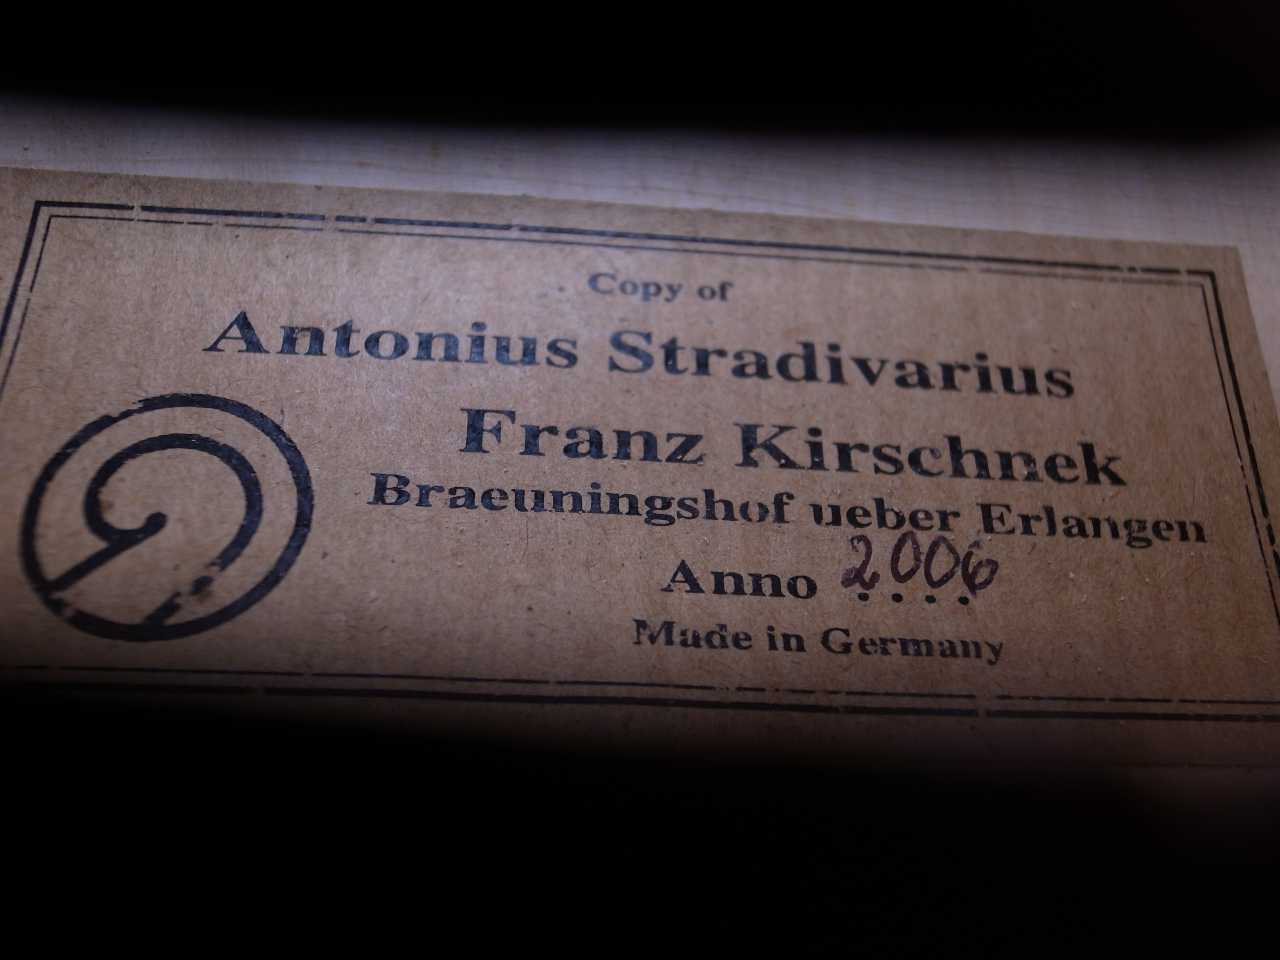 Copy of
Antonius Stradivarius
Franz Kirschnek
Braeuningshof ueber Erlangen
Anno 2006
Made in Germany